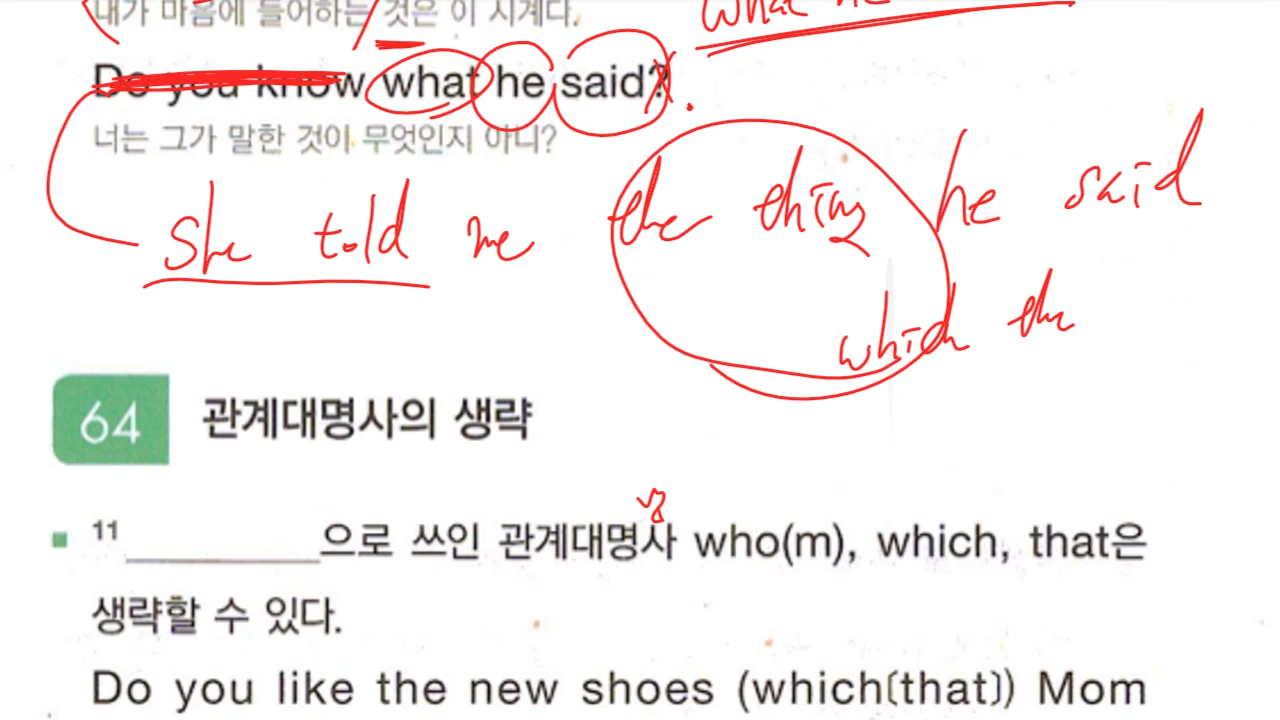 내가 마음에 들어하는 것은 이 시계다.
what he
Do you know what he said?
너는 그가 말한 것이 무엇인지 아니?
She told me the thing he said
which the
64 관계대명사의 생략
11 ________으로 쓰인 관계대명사 who(m), which, that은
생략할 수 있다.
Do you like the new shoes (which(that)) Mom